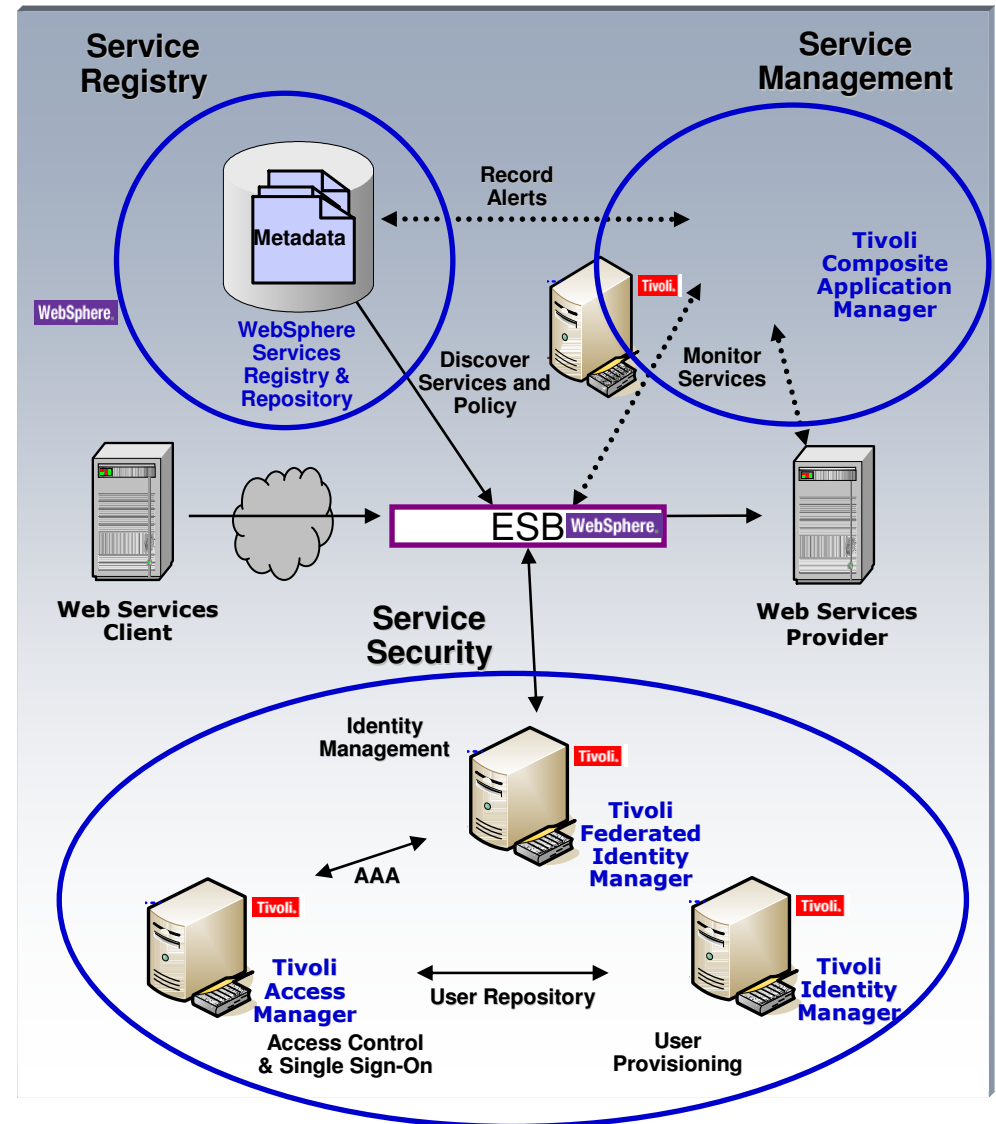 Service
Registry
Service
Management
Record
Alerts
Metadata
Tivoli
Composite
Application
Manager
Tivoli.
WebSphere.
WebSphere
Services
Registry &
Repository
Discover
Services and
Policy
Monitor
Services
ESB
WebSphere.
Web Services
Client
Web Services
Provider
Service
Security
Identity
Management
Tivoli.
Tivoli
Federated
Identity
Manager
AAA
Tivoli.
Tivoli
Access
Manager
Access Control
& Single Sign-On
User Repository
Tivoli.
Tivoli
Identity
Manager
User
Provisioning